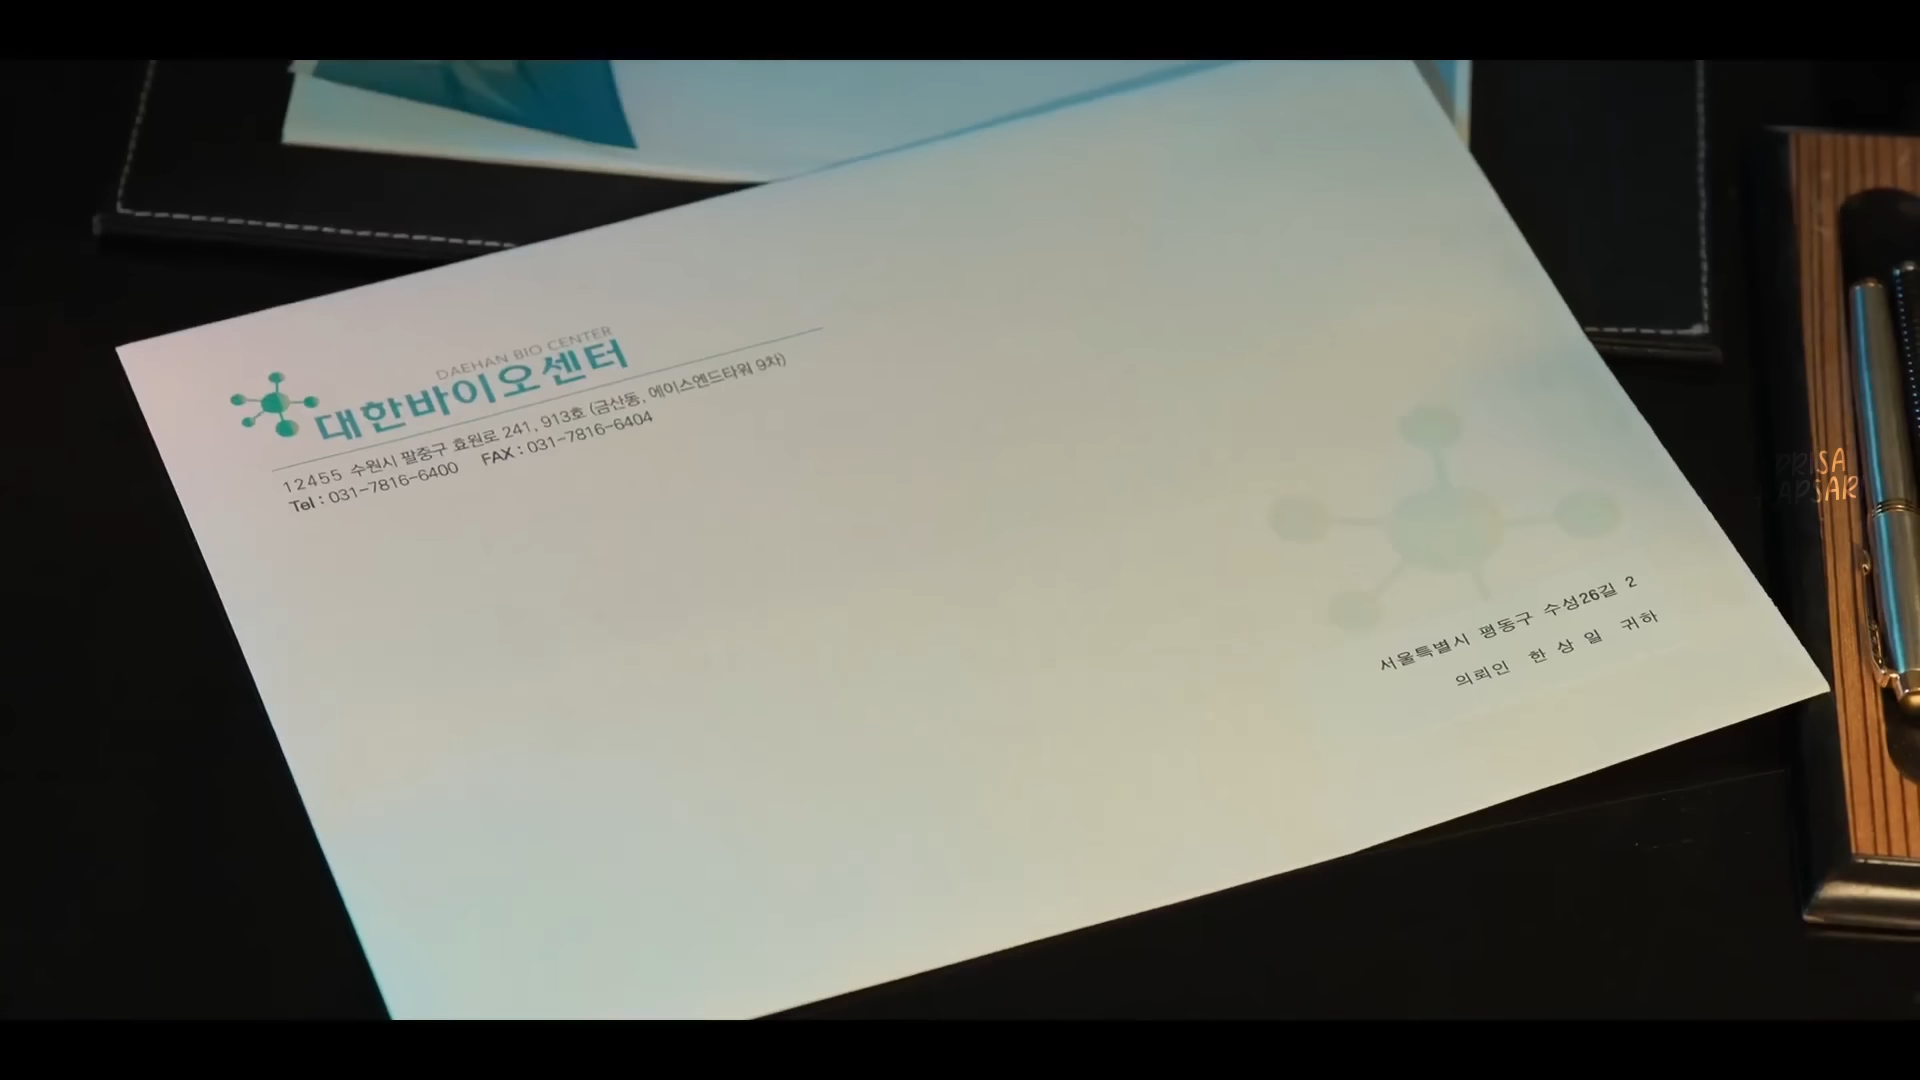 DAEHAN BIO CENTER
대한바이오센터
12455 수원시 팔중구 효원로 241, 913호 (금산동, 에이스엔드타워 9차)
Tel : 031-7816-6400 FAX : 031-7816-6404
서울특별시 평동구 수성26길 2
의뢰인 한 상 일 귀하
PRISA
APSAR